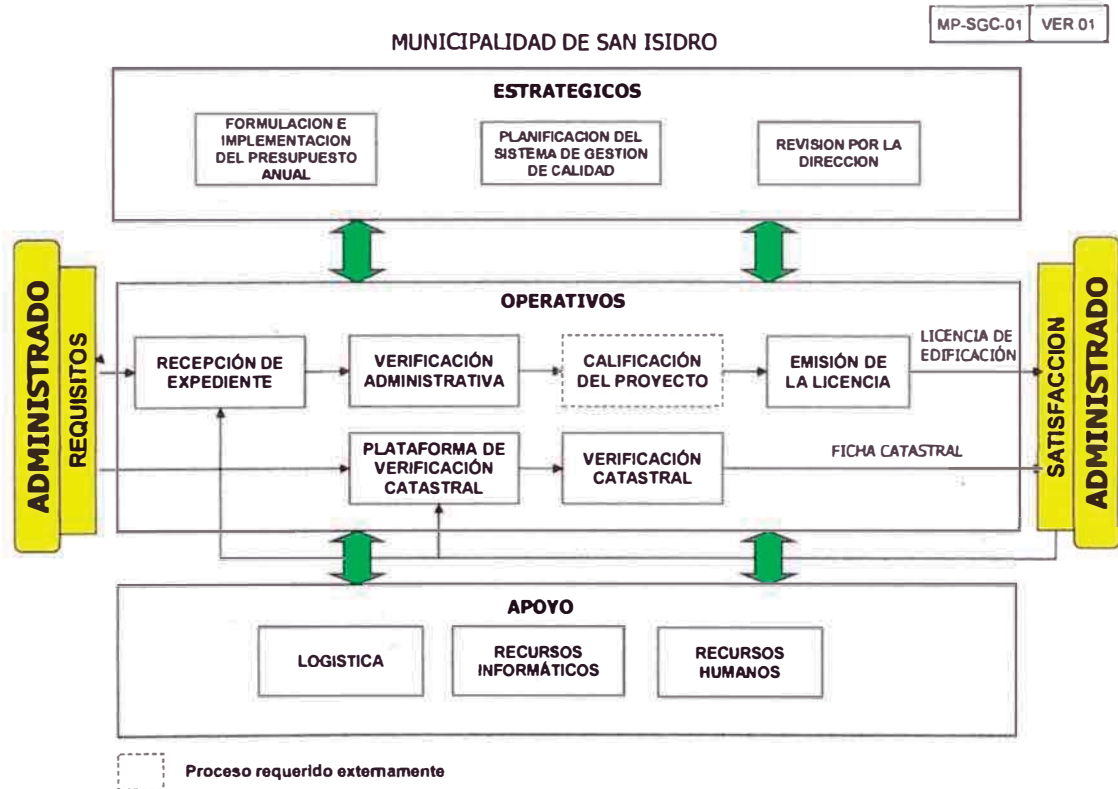 MP-SGC-01 VER.01
MUNICIPALIDAD DE SAN ISIDRO
ESTRATEGICOS
FORMULACION E
IMPLEMENTACION
DEL PRESUPUESTO
ANUAL
PLANIFICACION DEL
SISTEMA DE GESTION
DE CALIDAD
REVISION POR LA
DIRECCION
ADMINISTRADO
REQUISITOS
OPERATIVOS
RECEPCIÓN DE
EXPEDIENTE
VERIFICACIÓN
ADMINISTRATIVA
CALIFICACIÓN
DEL PROYECTO
EMISIÓN DE
LA LICENCIA
LICENCIA DE
EDIFICACIÓN
PLATAFORMA DE
VERIFICACIÓN
CATASTRAL
VERIFICACIÓN
CATASTRAL
FICHA CATASTRAL
SATISFACCION
ADMINISTRADO
APOYO
LOGISTICA
RECURSOS
INFORMÁTICOS
RECURSOS
HUMANOS
Proceso requerido externamente